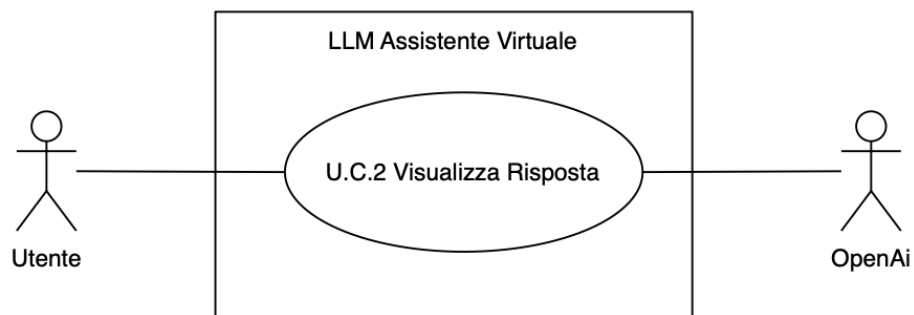 LLM Assistente Virtuale
U.C.2 Visualizza Risposta
Utente
OpenAi